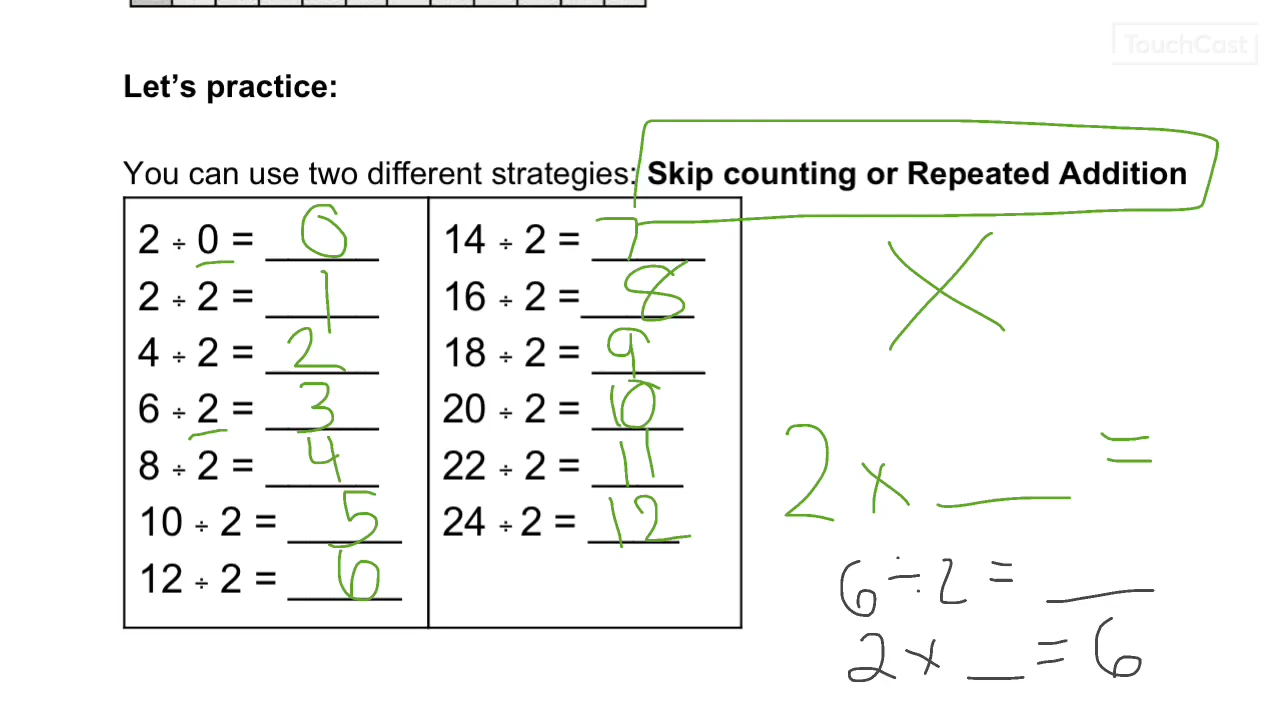 TouchCast
Let's practice:
You can use two different strategies: Skip counting or Repeated Addition
2 ÷ 0 = 0
2 ÷ 2 = 1
4 ÷ 2 = 2
6 ÷ 2 = 3
8 ÷ 2 = 4
10 ÷ 2 = 5
12 ÷ 2 = 6
14 ÷ 2 = 7
16 ÷ 2 = 8
18 ÷ 2 = 9
20 ÷ 2 = 10
22 ÷ 2 = 11
24 ÷ 2 = 12
X
2 x ___ =
6 ÷ 2 = ___
2 x __ = 6